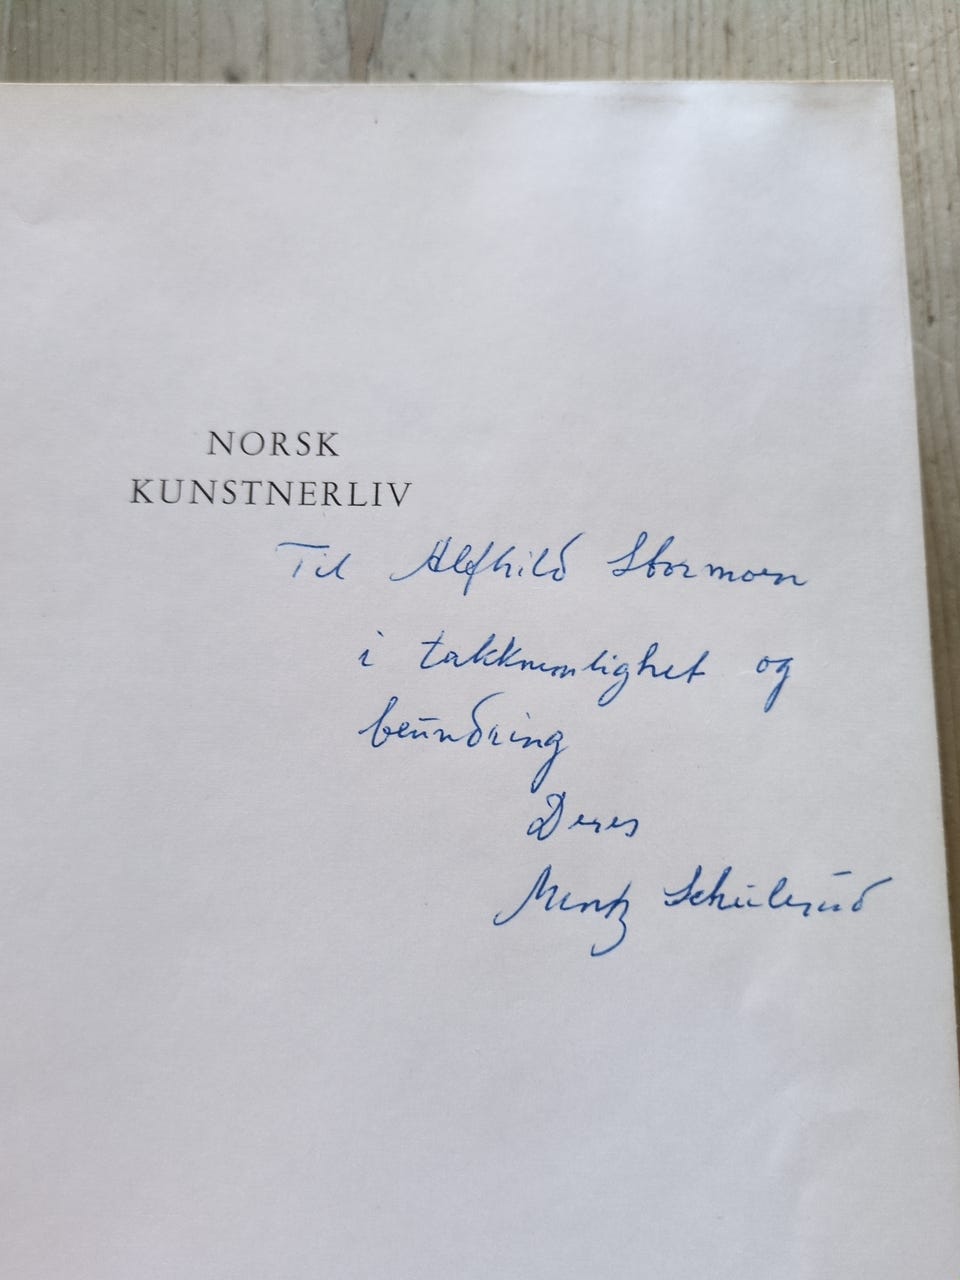 NORSK
KUNSTNERLIV
Til Alfhild Stormoen
i takknemlighet og
beundring
Deres
Mentz Schulerud